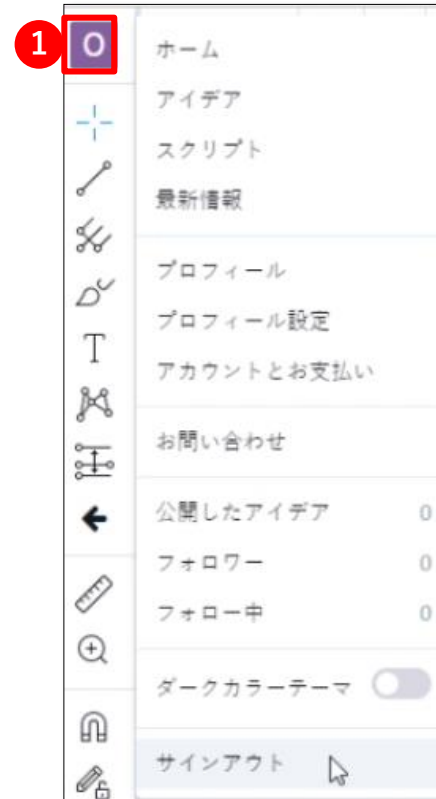 1
O
ホーム
アイデア
スクリプト
最新情報
プロフィール
プロフィール設定
アカウントとお支払い
T
お問い合わせ
公開したアイデア 0
フォロワー 0
フォロー中 0
ダークカラーテーマ
サインアウト